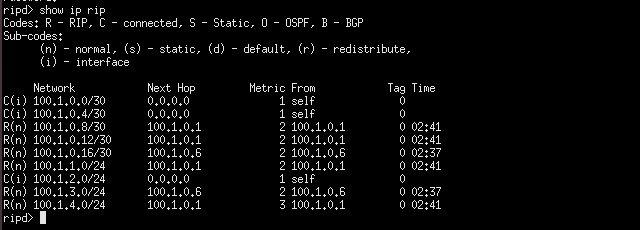 ripd> show ip rip
Codes: R - RIP, C - connected, S - Static, O - OSPF, B - BGP
Sub-codes:
      (n) - normal, (s) - static, (d) - default, (r) - redistribute,
      (i) - interface
     Network            Next Hop         Metric From            Tag Time
C(i) 100.1.0.0/30       0.0.0.0               1 self              0
C(i) 100.1.0.4/30       0.0.0.0               1 self              0
R(n) 100.1.0.8/30       100.1.0.1             2 100.1.0.1         0 02:41
R(n) 100.1.0.12/30      100.1.0.1             2 100.1.0.1         0 02:41
R(n) 100.1.0.16/30      100.1.0.6             2 100.1.0.6         0 02:37
R(n) 100.1.1.0/24       100.1.0.1             2 100.1.0.1         0 02:41
C(i) 100.1.2.0/24       0.0.0.0               1 self              0
R(n) 100.1.3.0/24       100.1.0.6             2 100.1.0.6         0 02:37
R(n) 100.1.4.0/24       100.1.0.1             3 100.1.0.1         0 02:41
ripd>